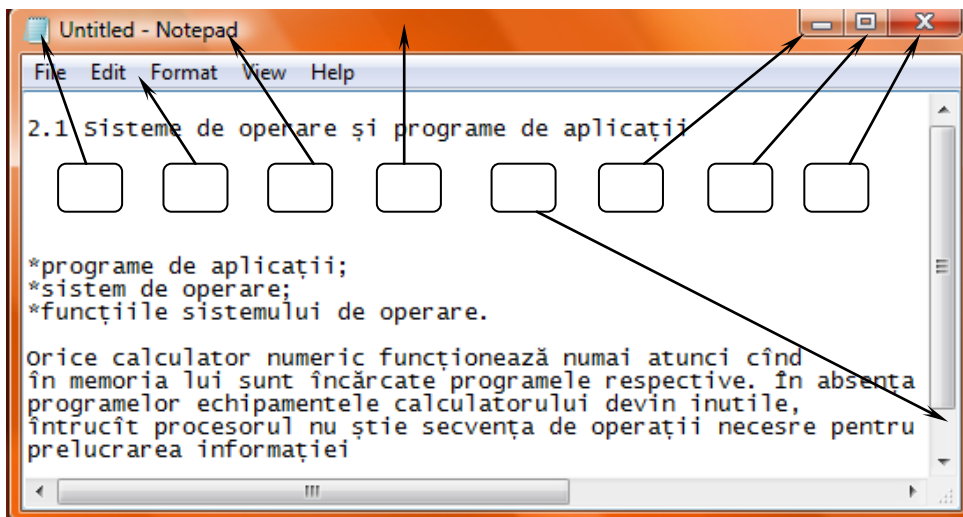 Untitled - Notepad
File Edit Format View Help
2.1 Sisteme de operare și programe de aplicații
*programe de aplicații;
*sistem de operare;
*funcțiile sistemului de operare.
Orice calculator numeric funcționează numai atunci cînd
în memoria lui sunt încărcate programele respective. În absența
programelor echipamentele calculatorului devin inutile,
întrucît procesorul nu știe secvența de operații necesre pentru
prelucrarea informației